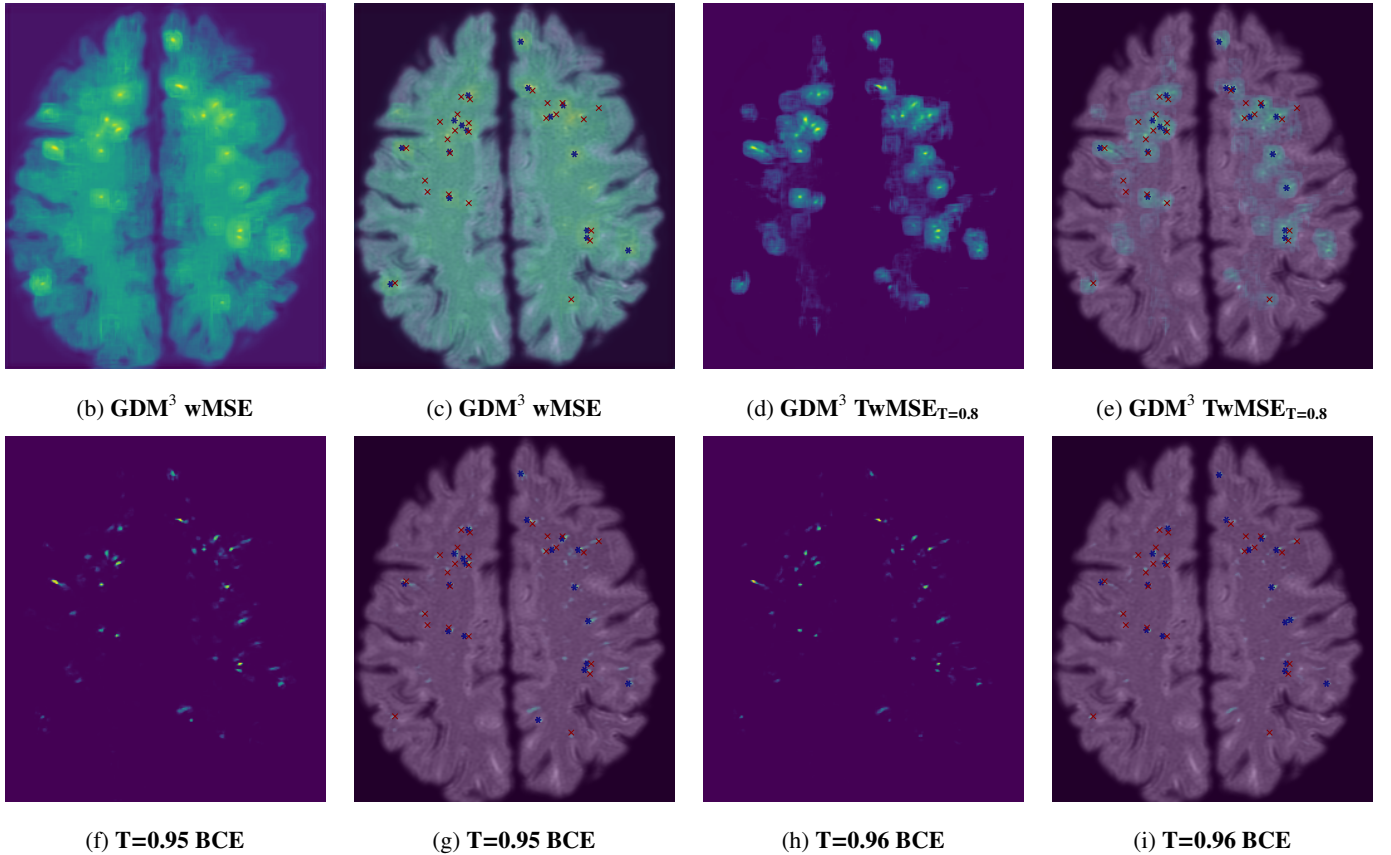 (b) GDM³ wMSE
(c) GDM³ wMSE
(d) GDM³ TwMSE_T=0.8
(e) GDM³ TwMSE_T=0.8
(f) T=0.95 BCE
(g) T=0.95 BCE
(h) T=0.96 BCE
(i) T=0.96 BCE